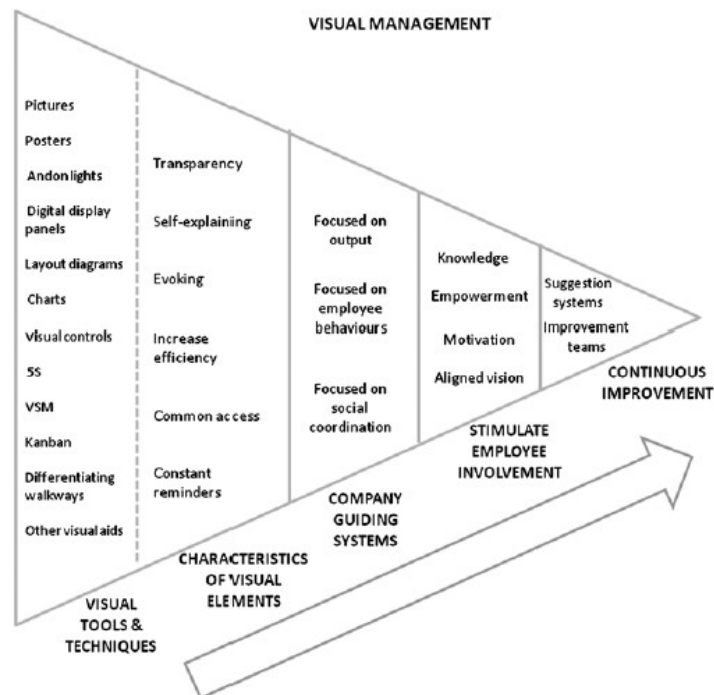 VISUAL MANAGEMENT
Pictures
Posters
Andon lights
Digital display
panels
Layout diagrams
Charts
Visual controls
5S
VSM
Kanban
Differentiating
walkways
Other visual aids
VISUAL
TOOLS &
TECHNIQUES
Transparency
Self-explaining
Evoking
Increase
efficiency
Common access
Constant
reminders
CHARACTERISTICS
OF VISUAL
ELEMENTS
Focused on
output
Focused on
employee
behaviours
Focused on
social
coordination
COMPANY
GUIDING
SYSTEMS
Knowledge
Empowerment
Motivation
Aligned vision
STIMULATE
EMPLOYEE
INVOLVEMENT
Suggestion
systems
Improvement
teams
CONTINUOUS
IMPROVEMENT